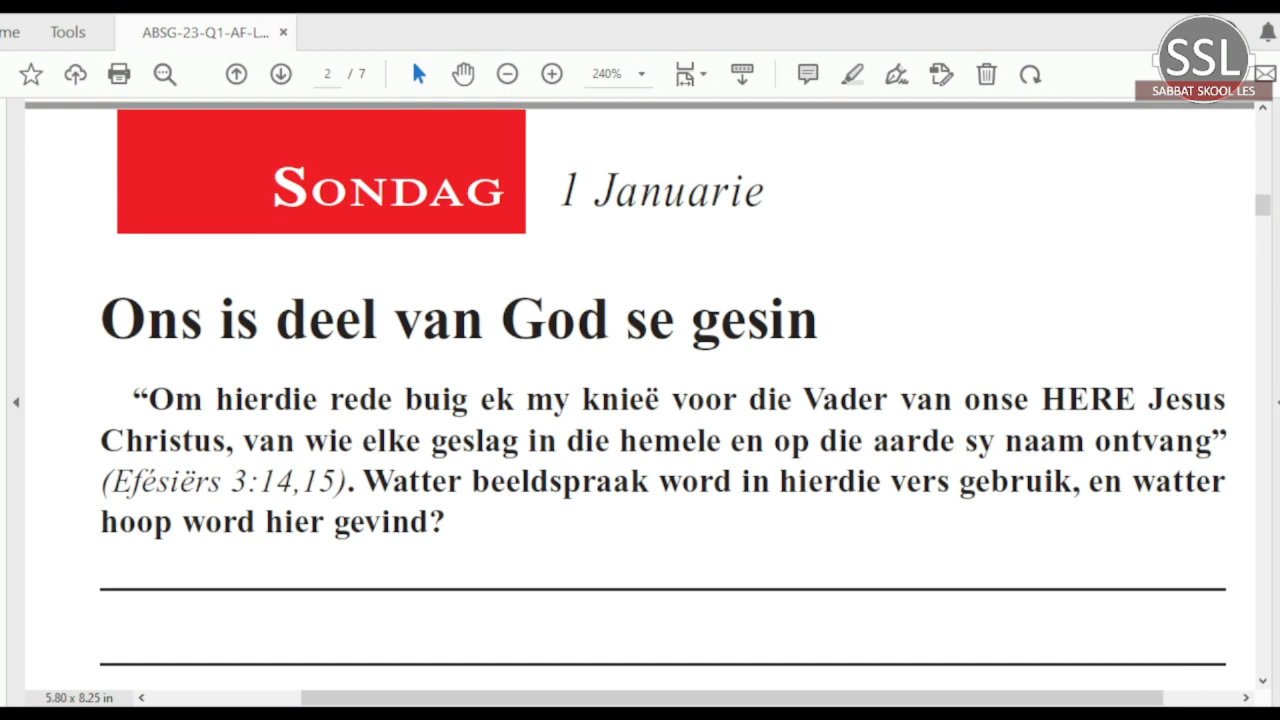 me
Tools
ABSG-23-Q1-AF-L... ×
SSL
SABBAT SKOOL LES
2 / 7
240%
SONDAG
1 Januarie
Ons is deel van God se gesin
“Om hierdie rede buig ek my knieë voor die Vader van onse HERE Jesus
Christus, van wie elke geslag in die hemele en op die aarde sy naam ontvang”
(Efésiërs 3:14,15). Watter beeldspraak word in hierdie vers gebruik, en watter
hoop word hier gevind?
5.80 x 8.25 in